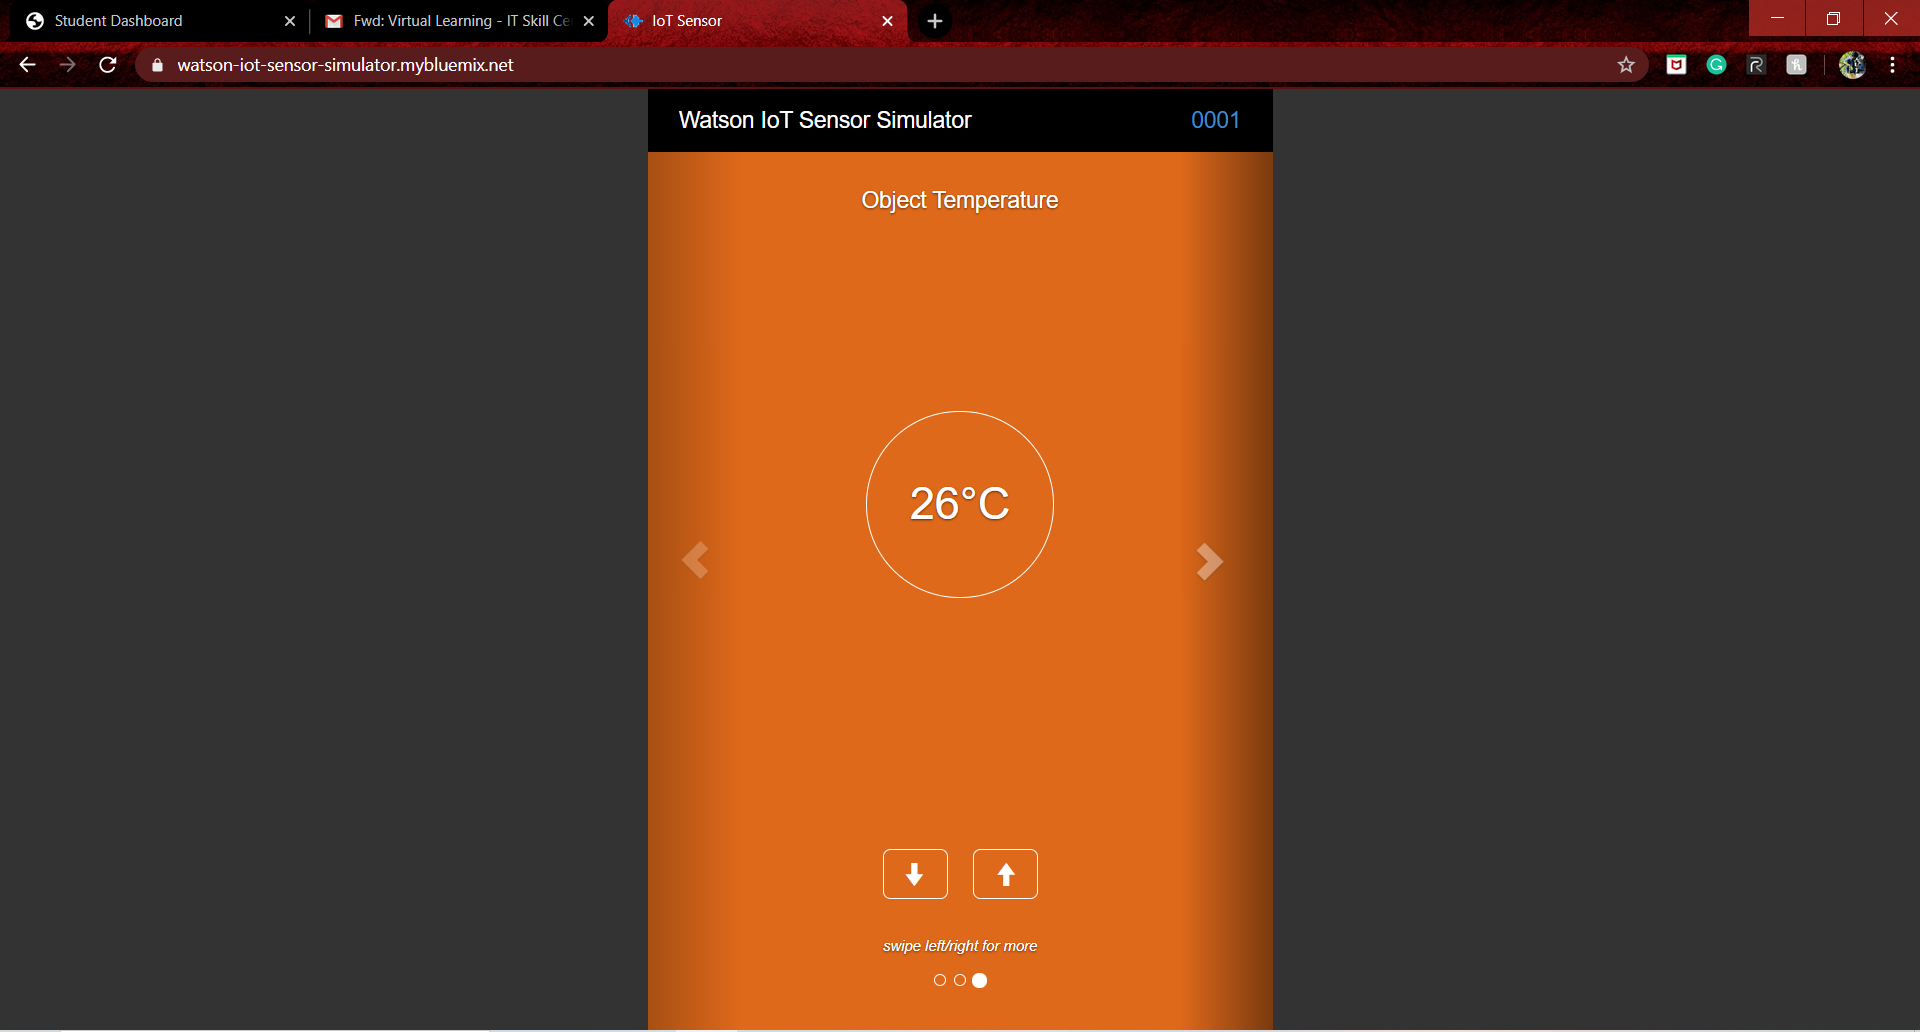 Student Dashboard
Fwd: Virtual Learning - IT Skill Ce
IoT Sensor
watson-iot-sensor-simulator.mybluemix.net
Watson IoT Sensor Simulator
0001
Object Temperature
26°C
swipe left/right for more